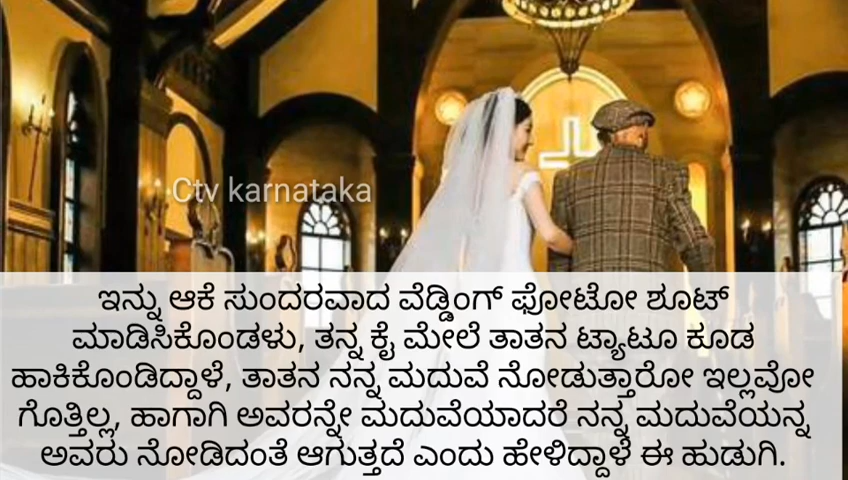 Ctv karnataka
ಇನ್ನು ಆಕೆ ಸುಂದರವಾದ ವೆಡ್ಡಿಂಗ್ ಫೋಟೋ ಶೂಟ್
ಮಾಡಿಸಿಕೊಂಡಳು, ತನ್ನ ಕೈ ಮೇಲೆ ತಾತನ ಟ್ಯಾಟೂ ಕೂಡ
ಹಾಕಿಕೊಂಡಿದ್ದಾಳೆ, ತಾತನ ನನ್ನ ಮದುವೆ ನೋಡುತ್ತಾರೋ ಇಲ್ಲವೋ
ಗೊತ್ತಿಲ್ಲ, ಹಾಗಾಗಿ ಅವರನ್ನೇ ಮದುವೆಯಾದರೆ ನನ್ನ ಮದುವೆಯನ್ನ
ಅವರು ನೋಡಿದಂತೆ ಆಗುತ್ತದೆ ಎಂದು ಹೇಳಿದ್ದಾಳೆ ಈ ಹುಡುಗಿ.